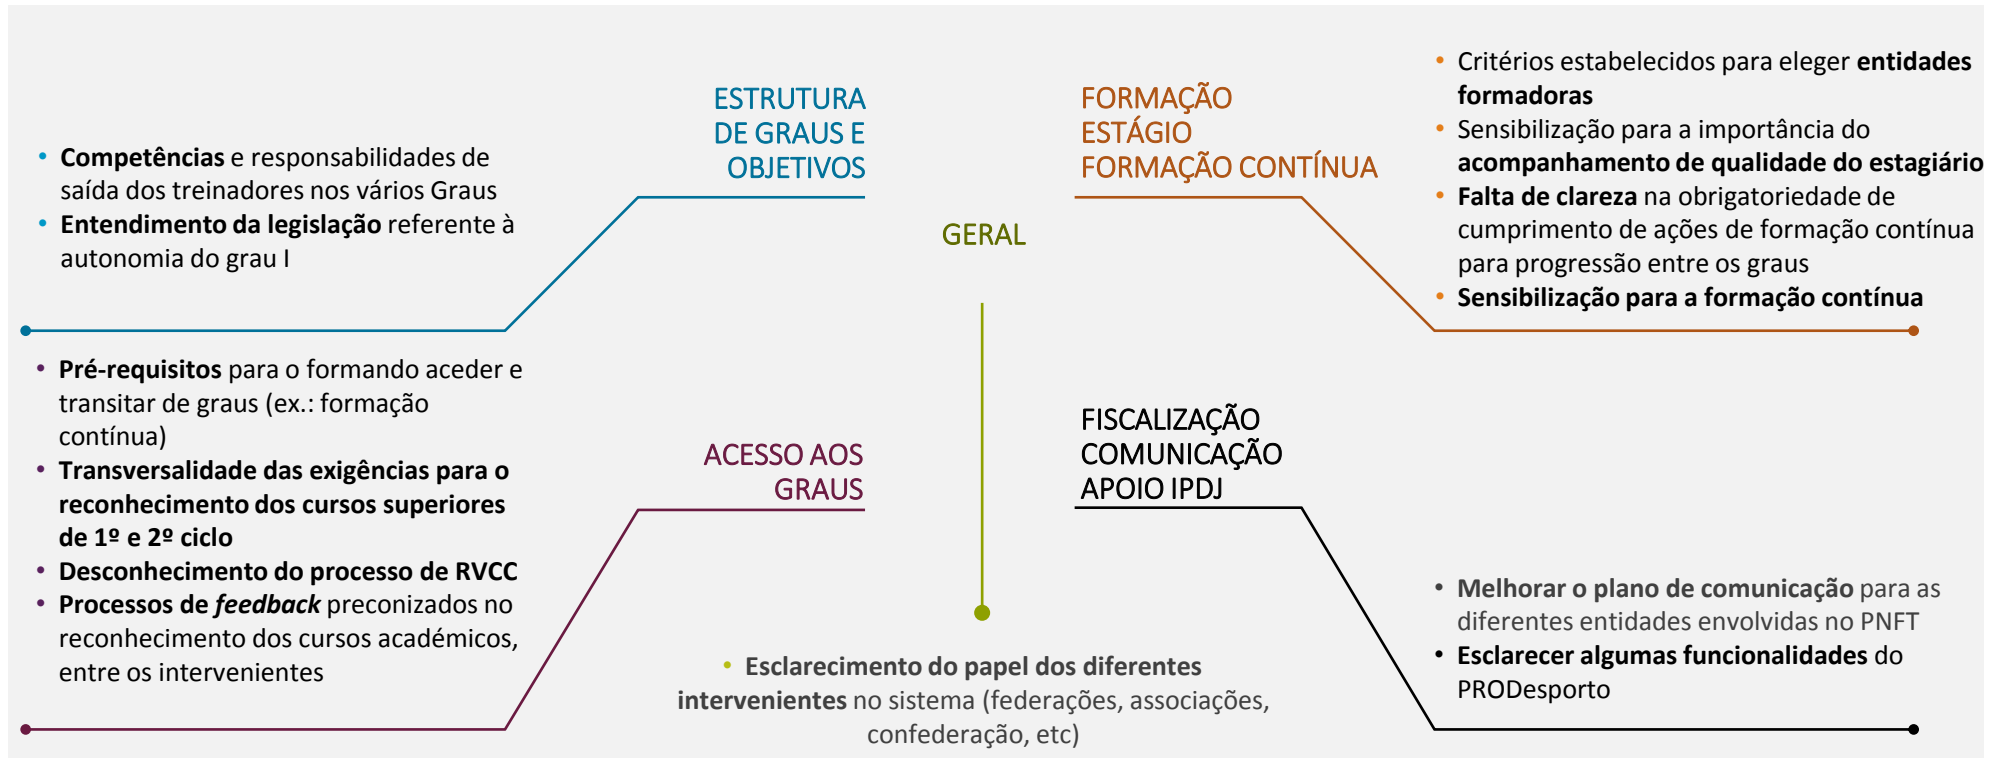 ESTRUTURA
DE GRAUS E
OBJETIVOS
• Competências e responsabilidades de
saída dos treinadores nos vários Graus
• Entendimento da legislação referente à
autonomia do grau I
FORMAÇÃO
ESTÁGIO
FORMAÇÃO CONTÍNUA
• Critérios estabelecidos para eleger entidades
formadoras
• Sensibilização para a importância do
acompanhamento de qualidade do estagiário
• Falta de clareza na obrigatoriedade de
cumprimento de ações de formação contínua
para progressão entre os graus
• Sensibilização para a formação contínua
GERAL
• Esclarecimento do papel dos diferentes
intervenientes no sistema (federações, associações,
confederação, etc)
ACESSO AOS
GRAUS
• Pré-requisitos para o formando aceder e
transitar de graus (ex.: formação
contínua)
• Transversalidade das exigências para o
reconhecimento dos cursos superiores
de 1º e 2º ciclo
• Desconhecimento do processo de RVCC
• Processos de feedback preconizados no
reconhecimento dos cursos académicos,
entre os intervenientes
FISCALIZAÇÃO
COMUNICAÇÃO
APOIO IPDJ
• Melhorar o plano de comunicação para as
diferentes entidades envolvidas no PNFT
• Esclarecer algumas funcionalidades do
PRODesporto